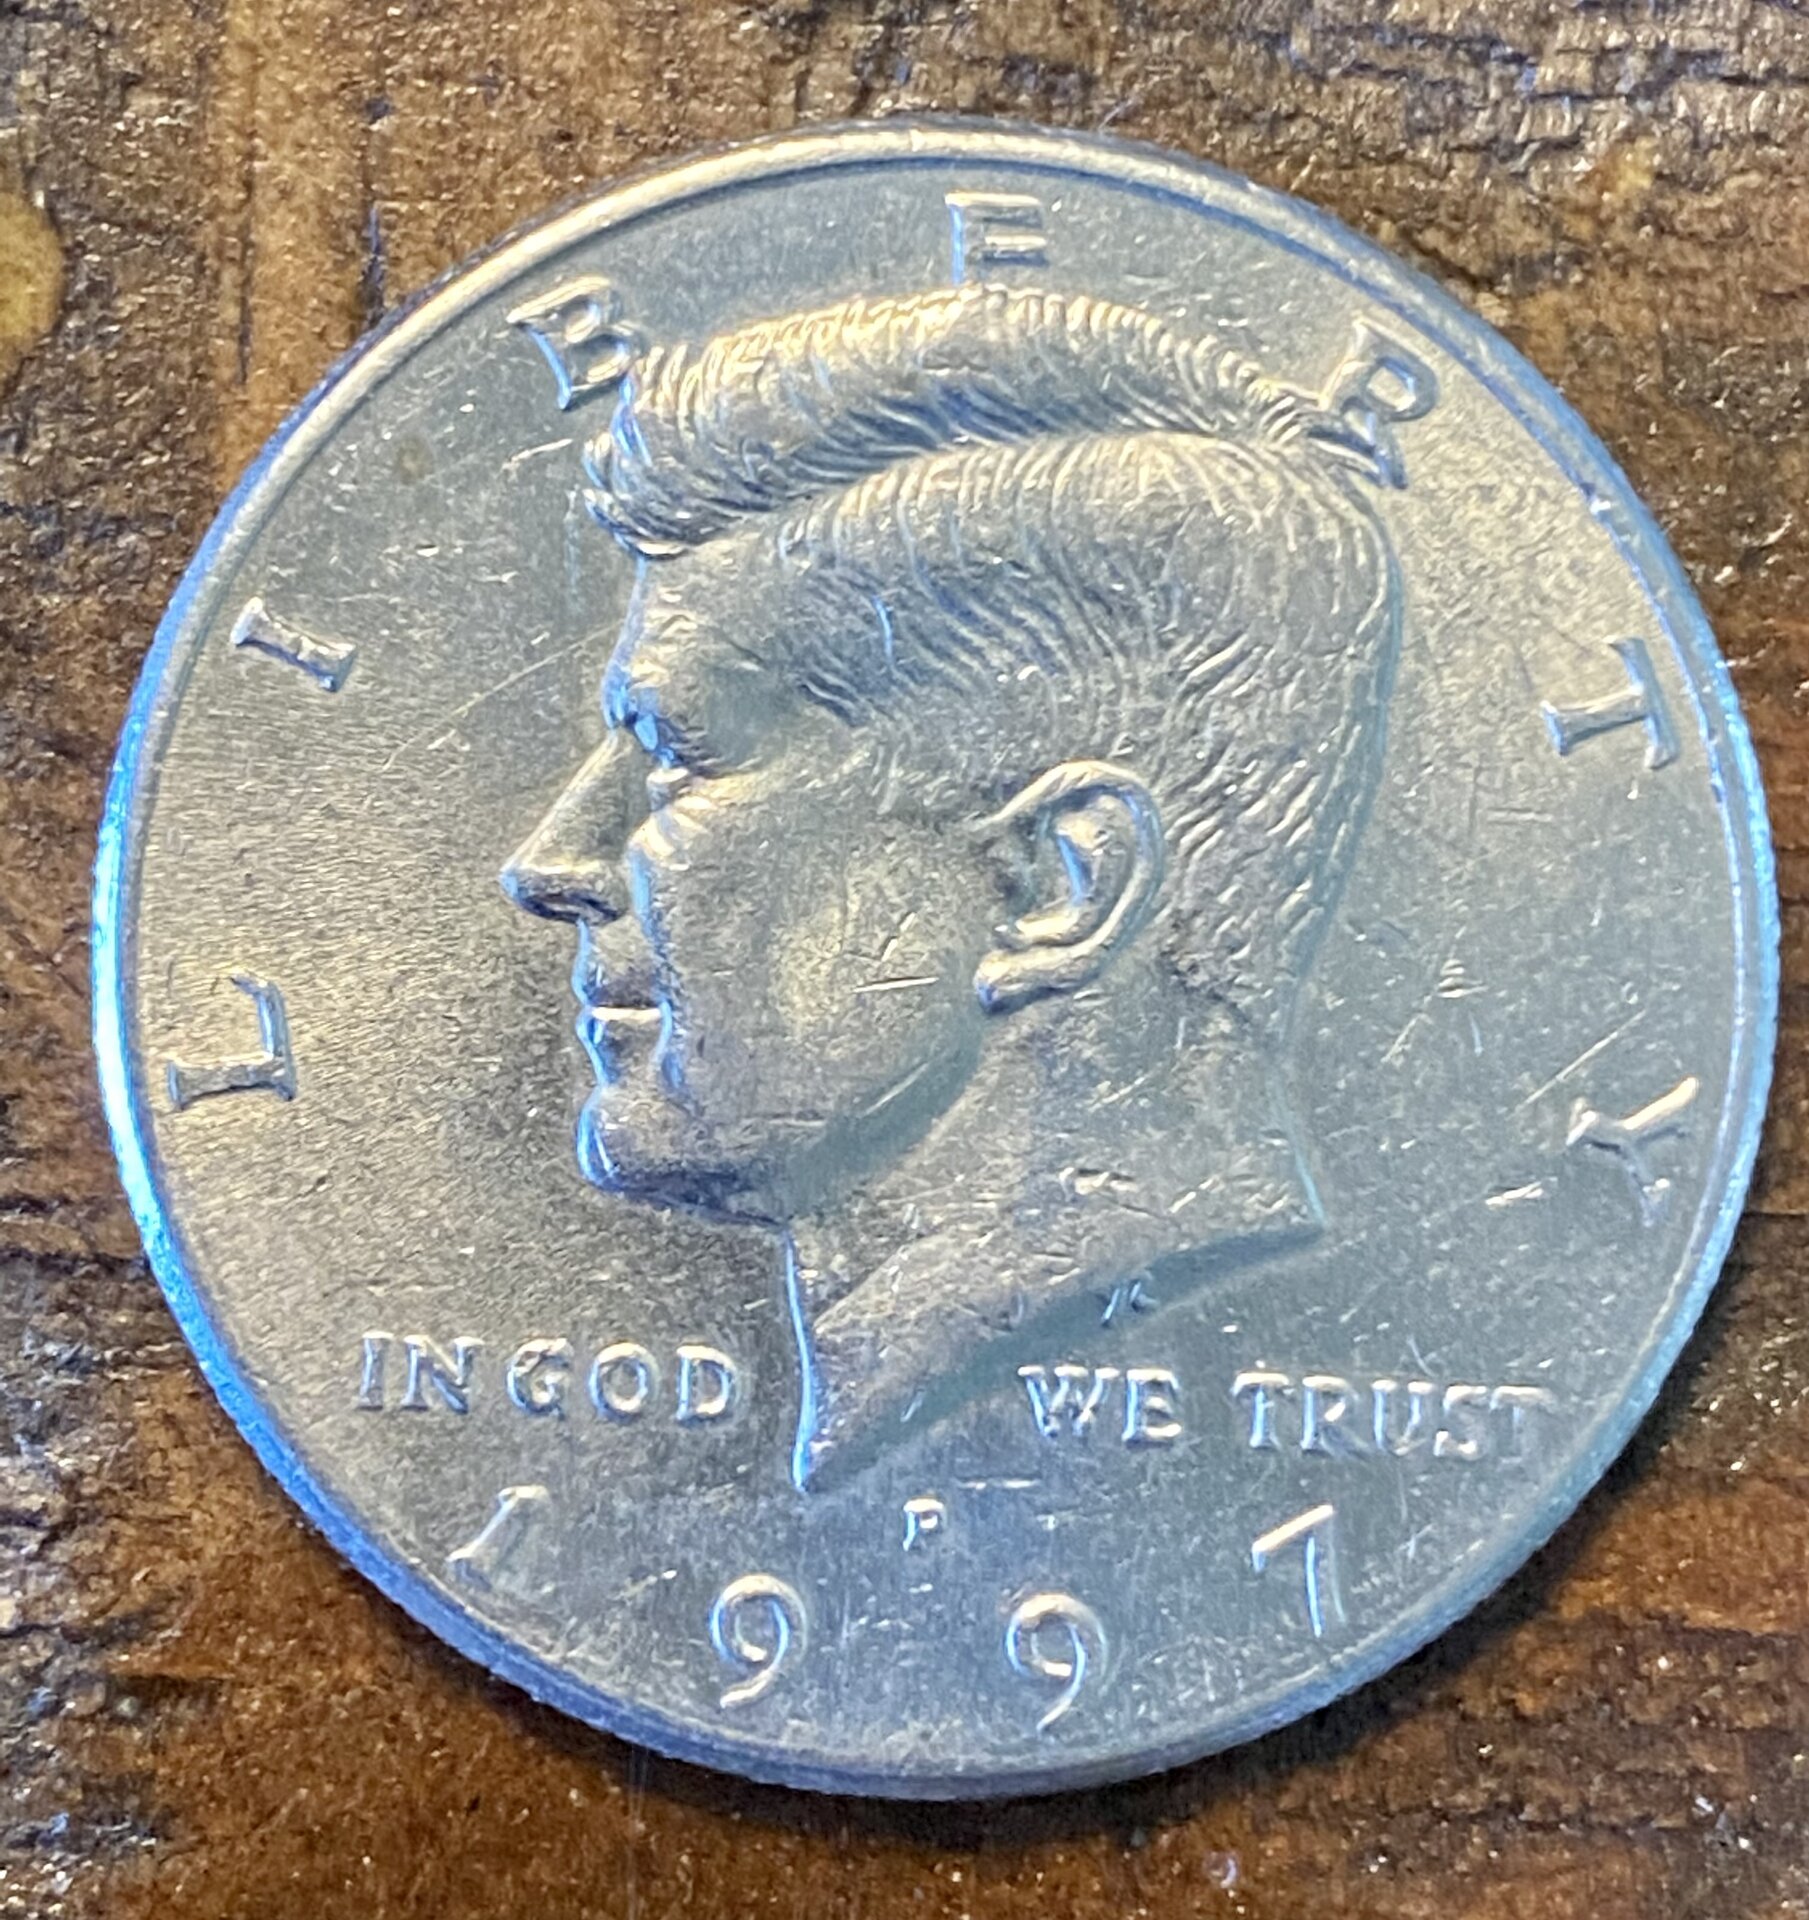 LIBERTY
IN GOD WE TRUST
P
1997